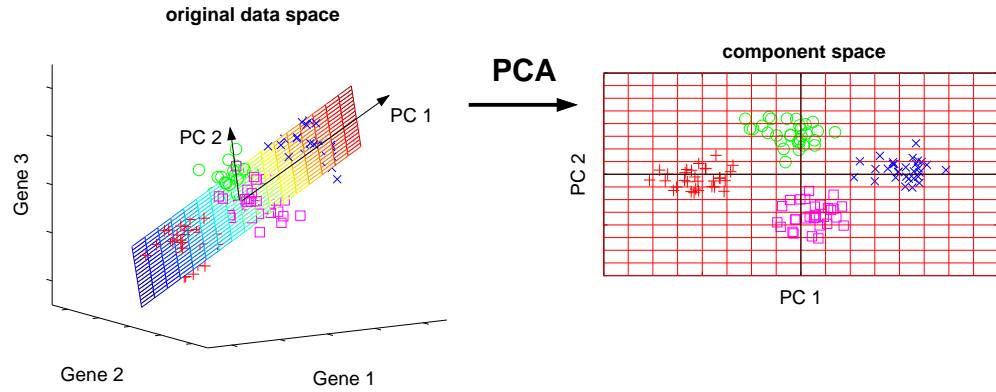 original data space
PC 1
PC 2
Gene 3
Gene 2
Gene 1
PCA
component space
PC 2
PC 1